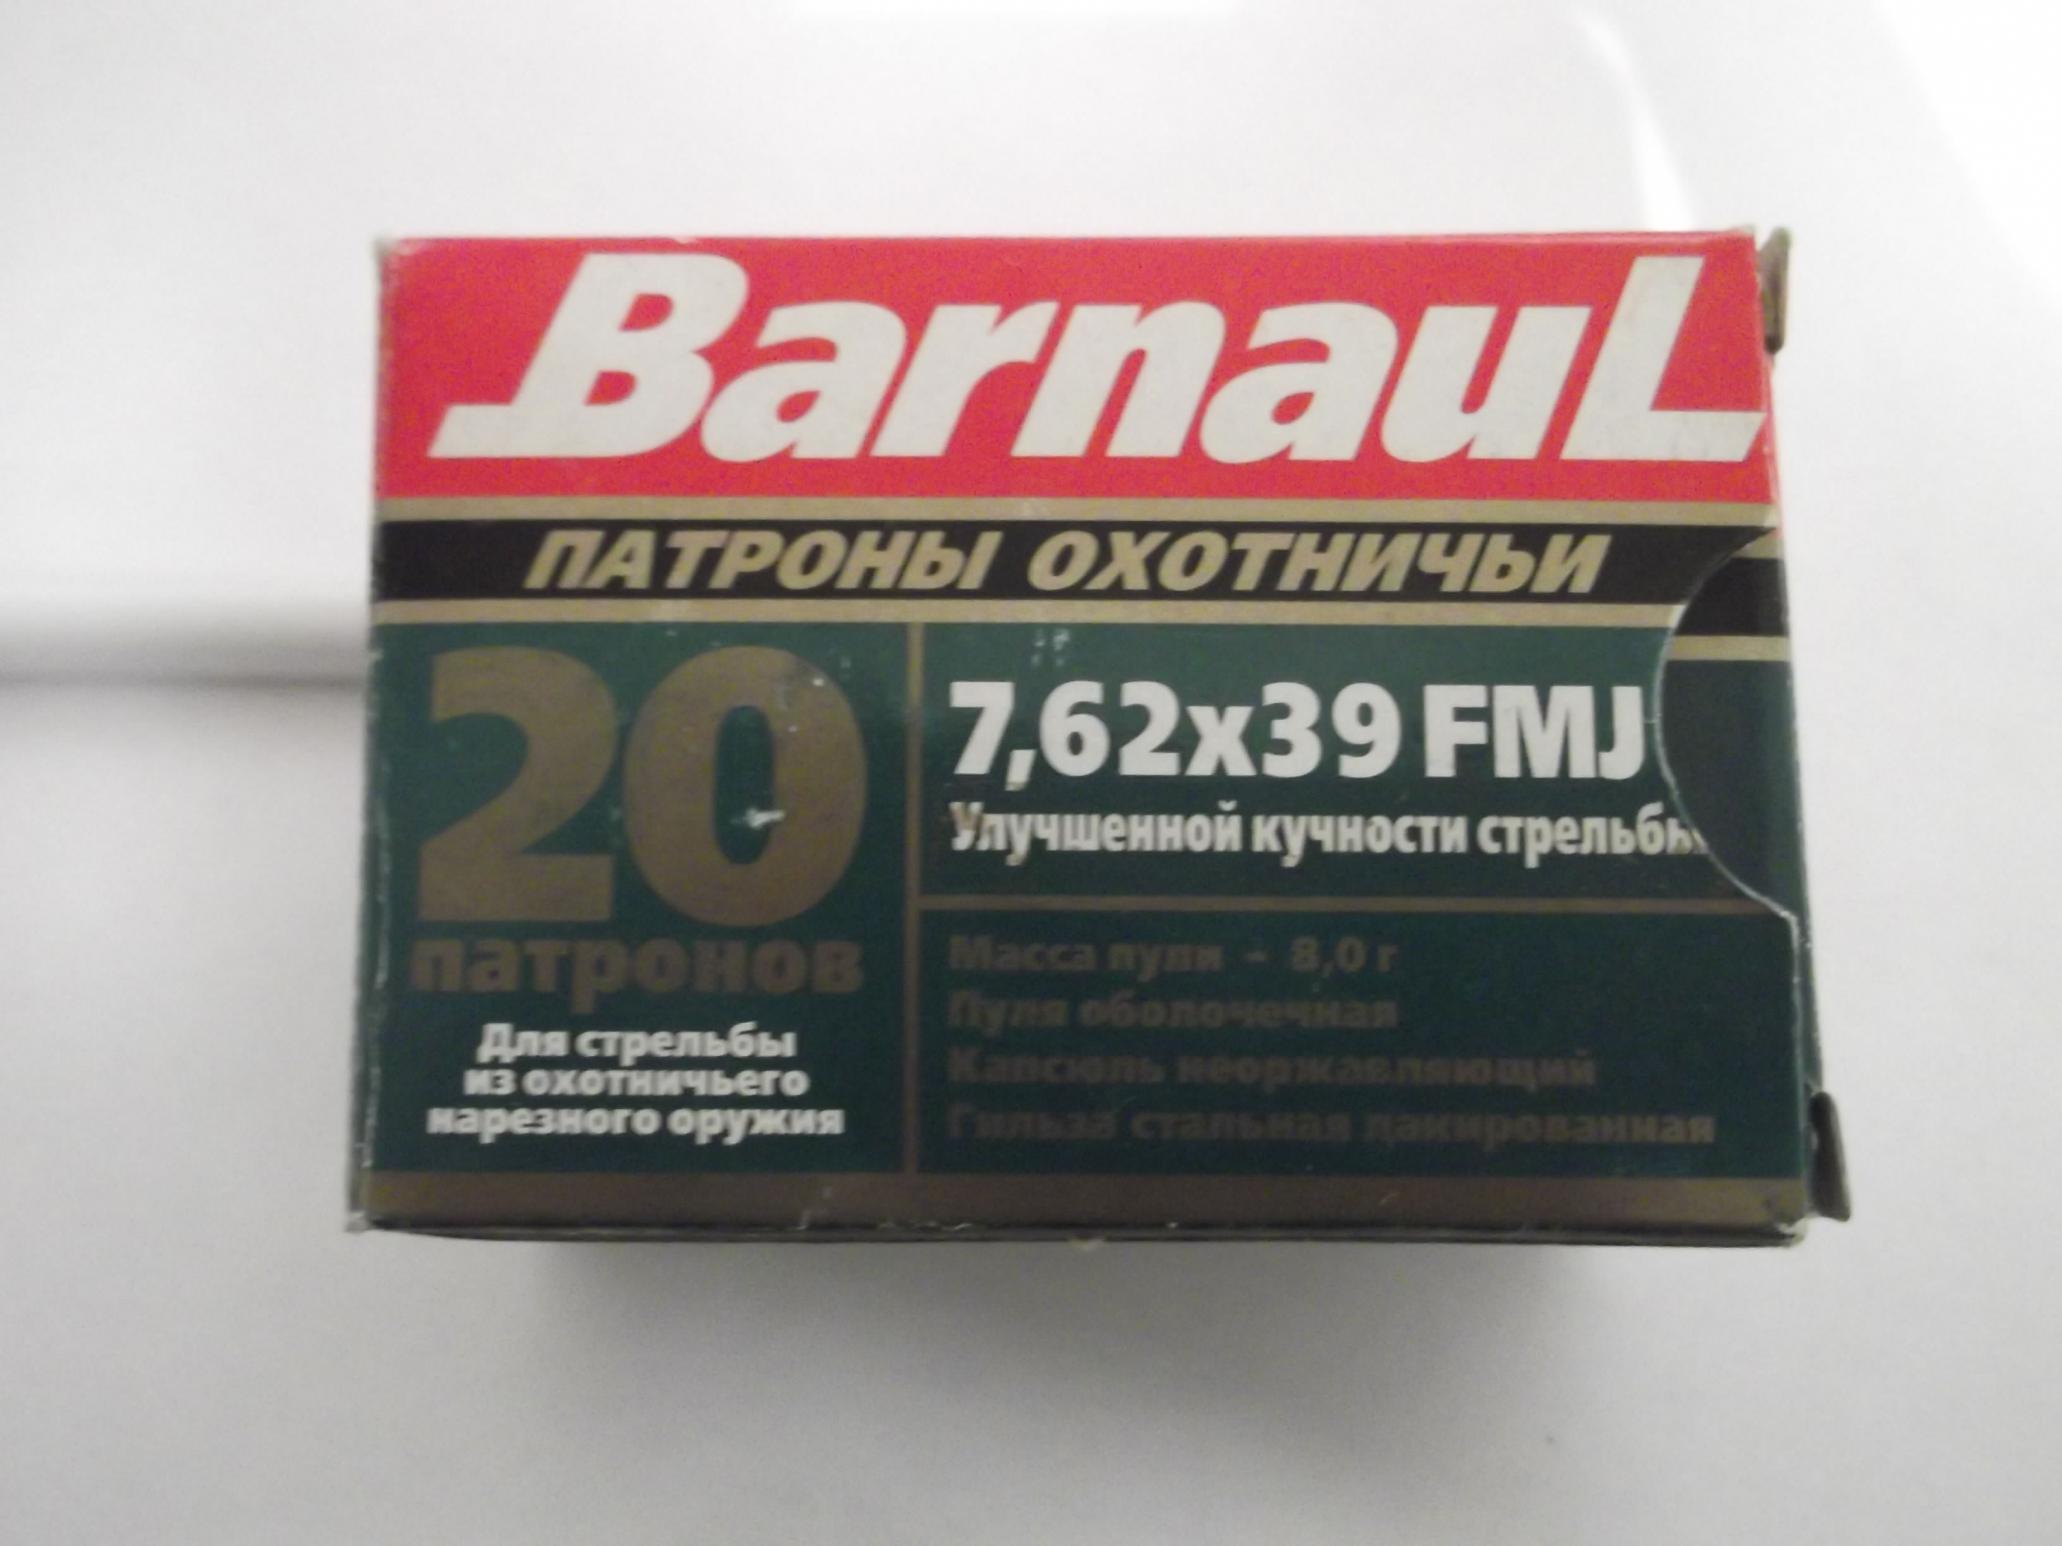 Barnaul
ПАТРОНЫ ОХОТНИЧЬИ
20
патронов
Для стрельбы
из охотничьего
нарезного оружия
7,62x39 FMJ
Улучшенной кучности стрельбы
Масса пули - 8,0 г
Пуля оболочечная
Капсюль неоржавляющий
Гильза стальная лакированная